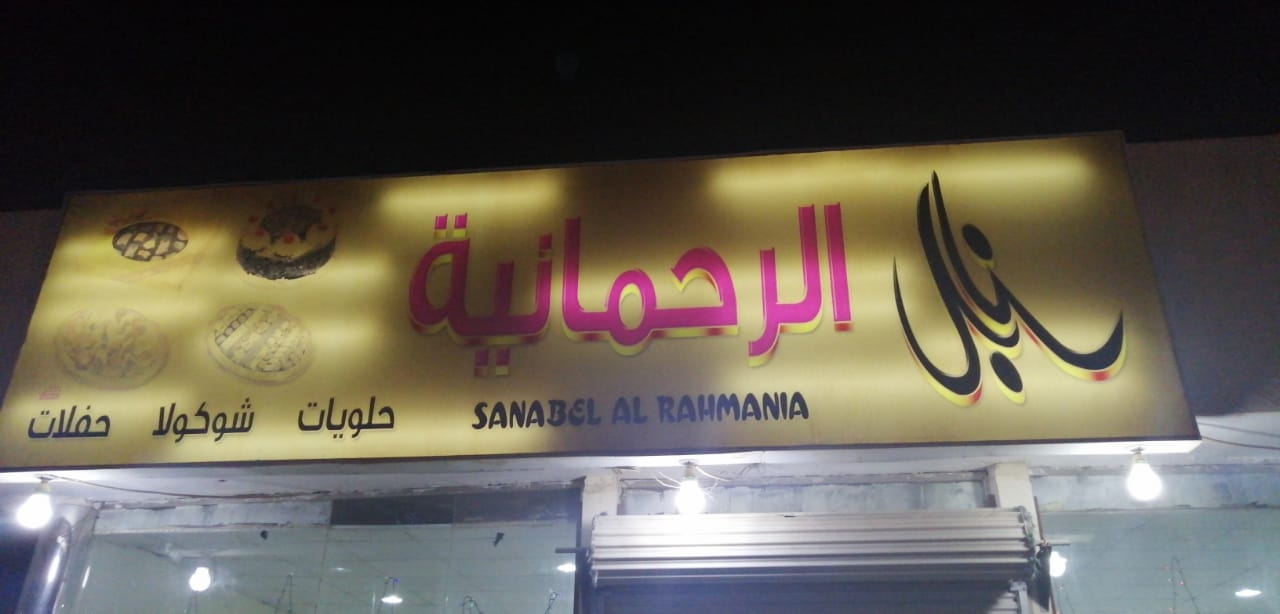 سنابل الرحمانية
SANABEL AL RAHMANIA
حلويات شوكولا حفلات